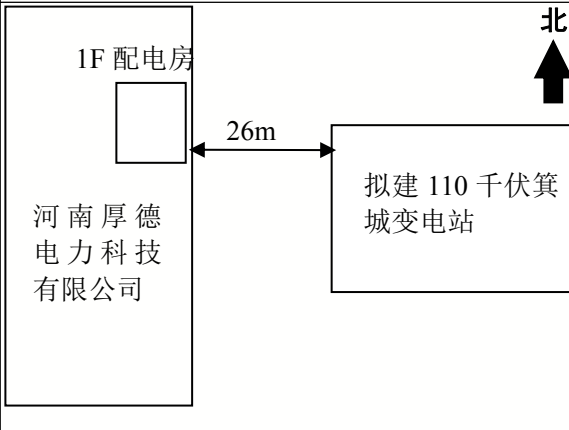 北
1F 配电房
26m
拟建 110 千伏箕
城变电站
河南厚德
电力科技
有限公司